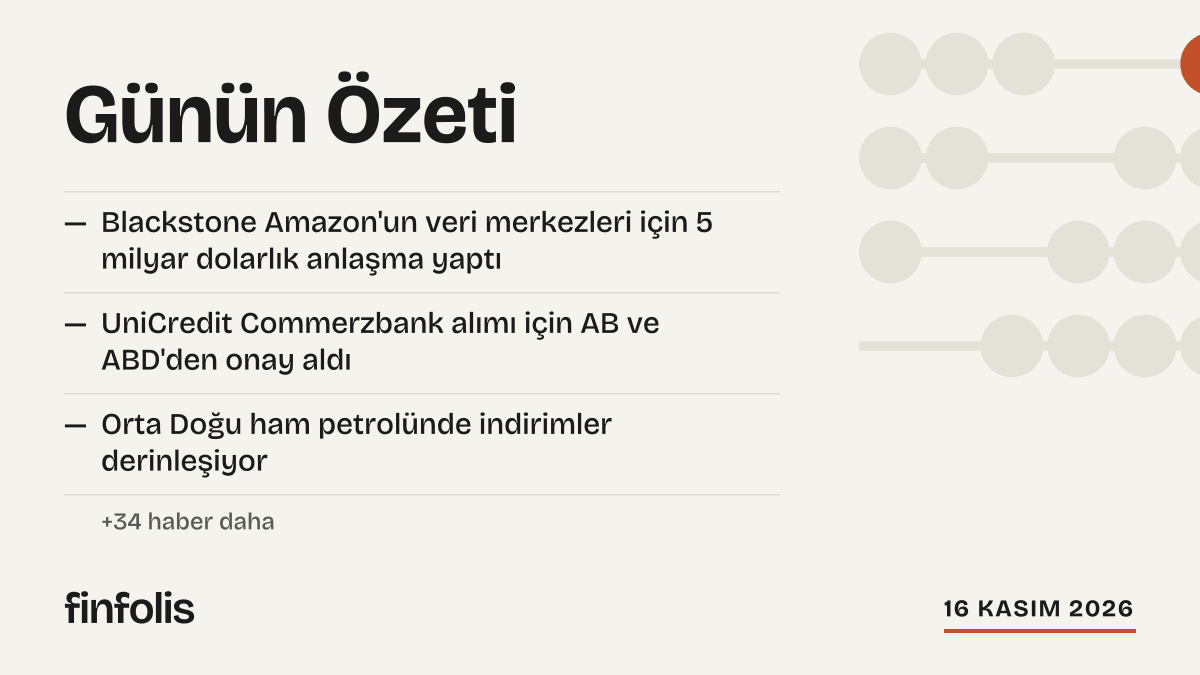 Günün Özeti
— Blackstone Amazon'un veri merkezleri için 5
milyar dolarlık anlaşma yaptı
— UniCredit Commerzbank alımı için AB ve
ABD'den onay aldı
— Orta Doğu ham petrolünde indirimler
derinleşiyor
+34 haber daha
finfolis
16 KASIM 2026